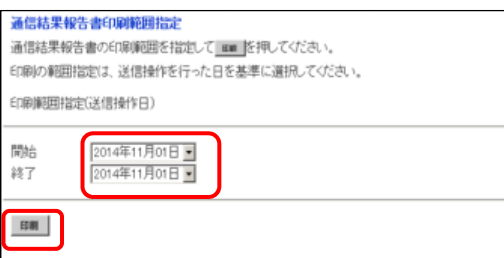 通信結果報告書印刷範囲指定
通信結果報告書の印刷範囲を指定して 印刷 を押してください。
印刷の範囲指定は、送信操作を行った日を基準に選択してください。
印刷範囲指定(送信操作日)
開始 2014年11月01日
終了 2014年11月01日
印刷